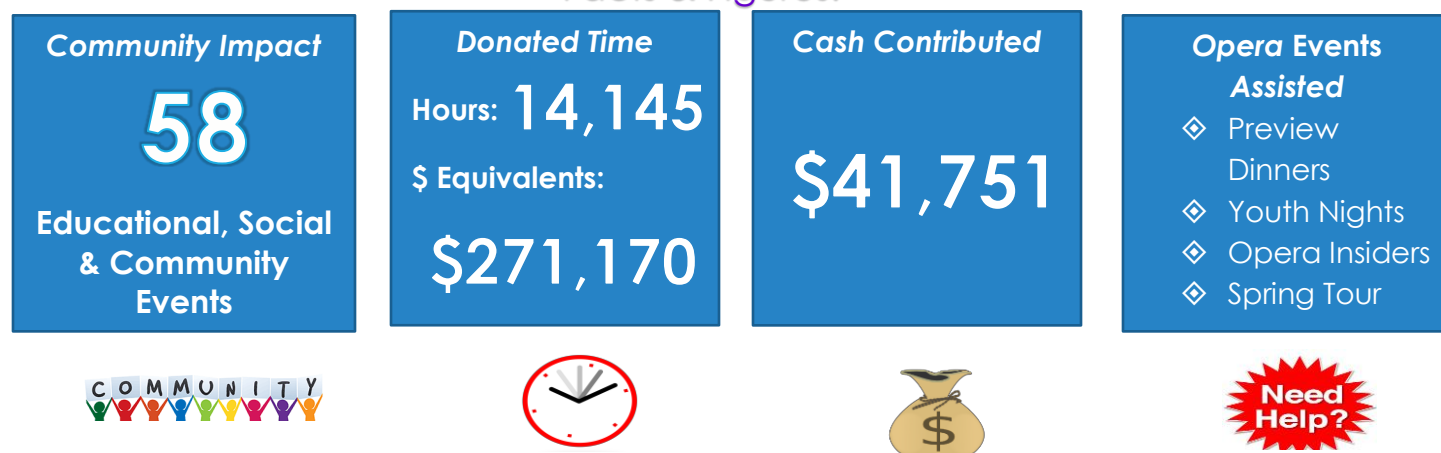 Community Impact
58
Educational, Social
& Community
Events
Donated Time
Hours: 14,145
$ Equivalents:
$271,170
Cash Contributed
$41,751
Opera Events
Assisted
Preview
Dinners
Youth Nights
Opera Insiders
Spring Tour
COMMUNITY
$
Need
Help?